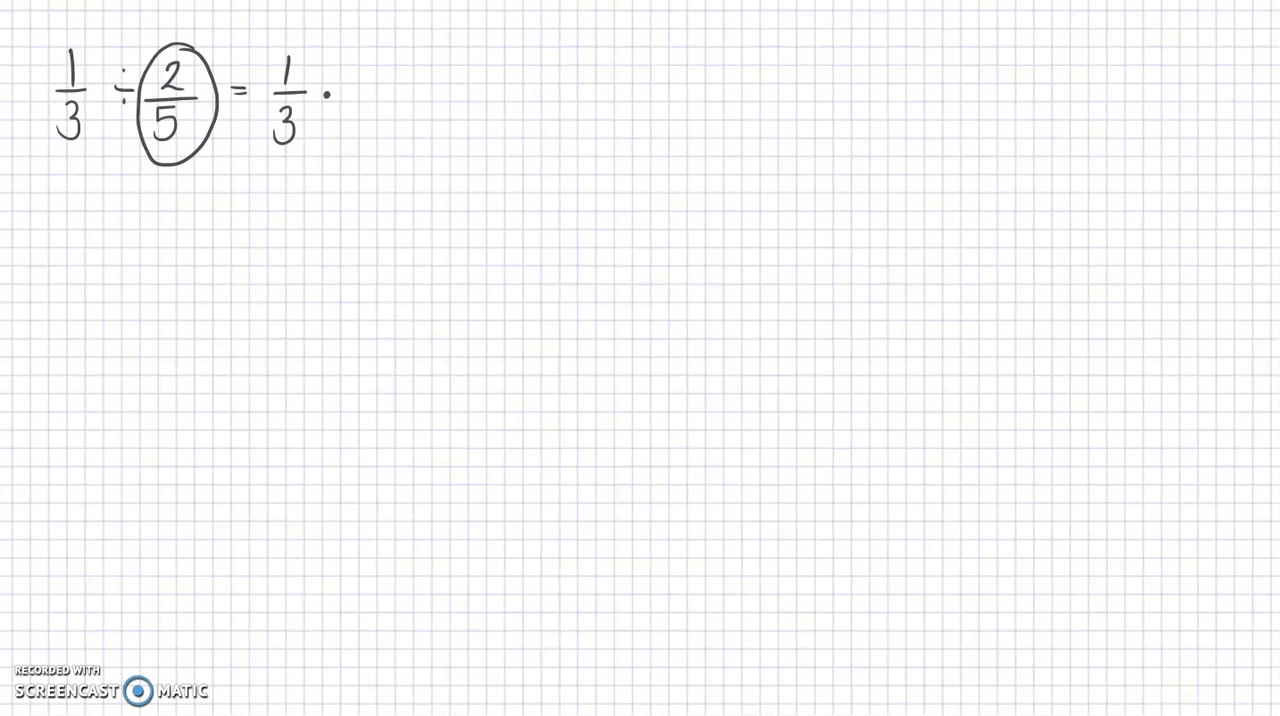 1/3 ÷ 2/5 = 1/3 ·
RECORDED WITH
SCREENCAST MATIC